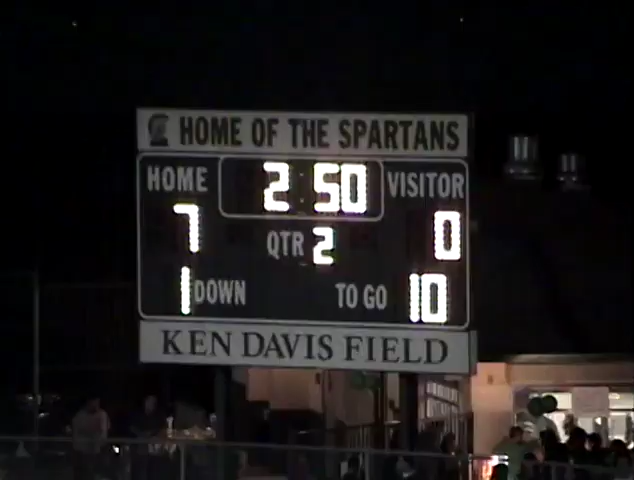 HOME OF THE SPARTANS
HOME 2:50 VISITOR
7 QTR 2 0
1 DOWN TO GO 10
KEN DAVIS FIELD